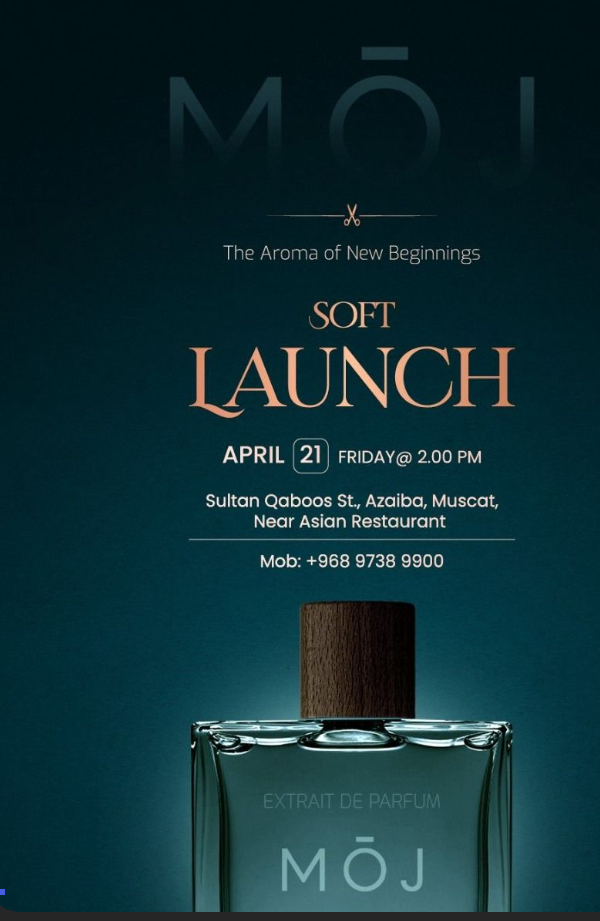 MŌJ
The Aroma of New Beginnings
SOFT
LAUNCH
APRIL 21 FRIDAY@ 2.00 PM
Sultan Qaboos St., Azaiba, Muscat,
Near Asian Restaurant
Mob: +968 9738 9900
EXTRAIT DE PARFUM
MŌJ